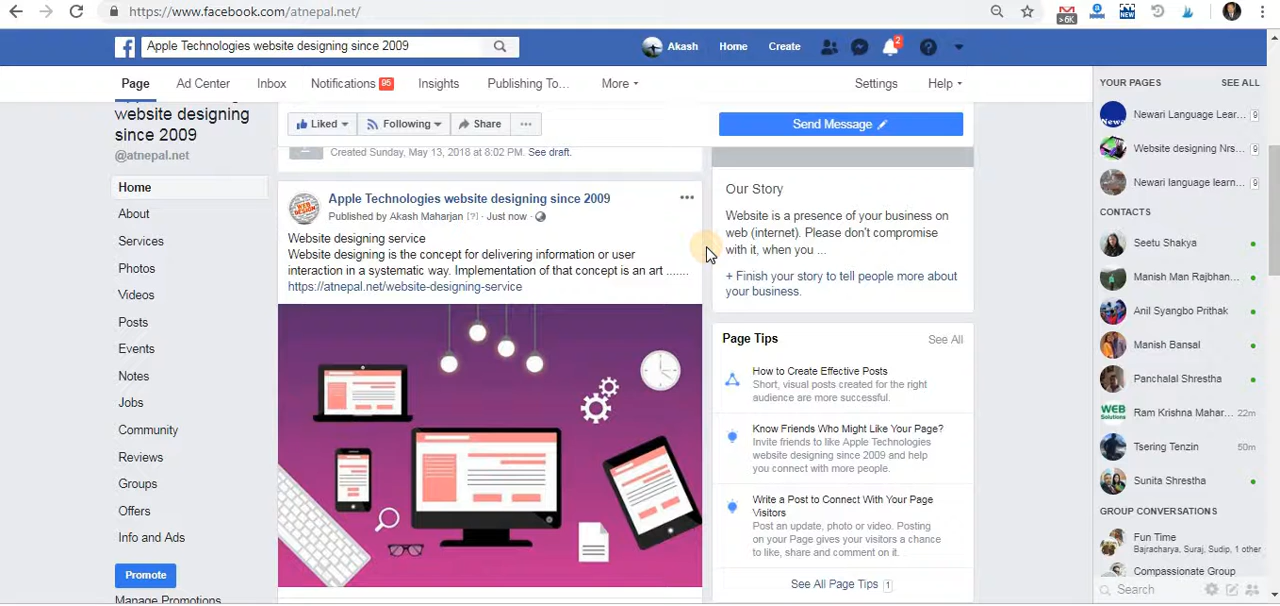 https://www.facebook.com/atnepal.net/
>6K
NEW
Apple Technologies website designing since 2009
Akash
Home
Create
2
Page
Ad Center
Inbox
Notifications 95
Insights
Publishing To...
More
Settings
Help
website designing
since 2009
@atnepal.net
Home
About
Services
Photos
Videos
Posts
Events
Notes
Jobs
Community
Reviews
Groups
Offers
Info and Ads
Promote
Manage Promotions
Liked
Following
Share
...
Send Message
Created Sunday, May 13, 2018 at 8:02 PM. See draft.
WEB DESIGN
Apple Technologies website designing since 2009
Published by Akash Maharjan [?] · Just now ·
Website designing service
Website designing is the concept for delivering information or user
interaction in a systematic way. Implementation of that concept is an art .......
https://atnepal.net/website-designing-service
Our Story
Website is a presence of your business on
web (internet). Please don't compromise
with it, when you ...
+ Finish your story to tell people more about
your business.
Page Tips
See All
How to Create Effective Posts
Short, visual posts created for the right
audience are more successful.
Know Friends Who Might Like Your Page?
Invite friends to like Apple Technologies
website designing since 2009 and help
you connect with more people.
Write a Post to Connect With Your Page
Visitors
Post an update, photo or video. Posting
on your Page gives your visitors a chance
to like, share and comment on it.
See All Page Tips 1
YOUR PAGES
SEE ALL
Newari Language Lear... 9
Website designing Nrs... 9
Newari language learn... 9
CONTACTS
Seetu Shakya
Manish Man Rajbhan...
Anil Syangbo Prithak
Manish Bansal
Panchalal Shrestha
WEB
Ram Krishna Mahar... 22m
Tsering Tenzin 50m
Sunita Shrestha
GROUP CONVERSATIONS
Fun Time
Bajracharya, Suraj, Sudip, 1 other
Compassionate Group
Search